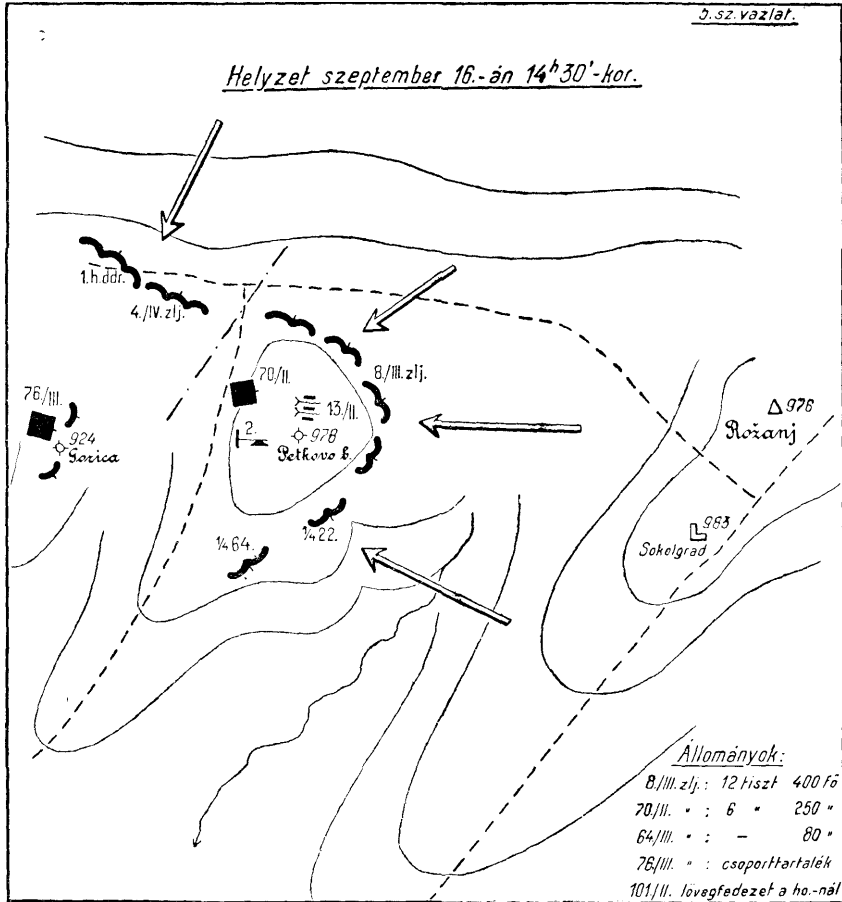 5.sz.vázlat.
Helyzet szeptember 16.-án 14ʰ30'-kor.
1.h.ddr.
4./IV.zlj.
8./III.zlj.
70/II.
13./II.
2.
978
Petkovo b.
76/III.
924
Gorica
976
Rožanj
983
Sokolgrad
¼22.
¼64.
Állományok:
8./III.zlj.: 12 tiszt 400 fő
70./II. " : 6 " 250 "
64/III. " : — 80 "
76/III. " : csoporttartalék
101./II. lövegfedezet a ho.-nál